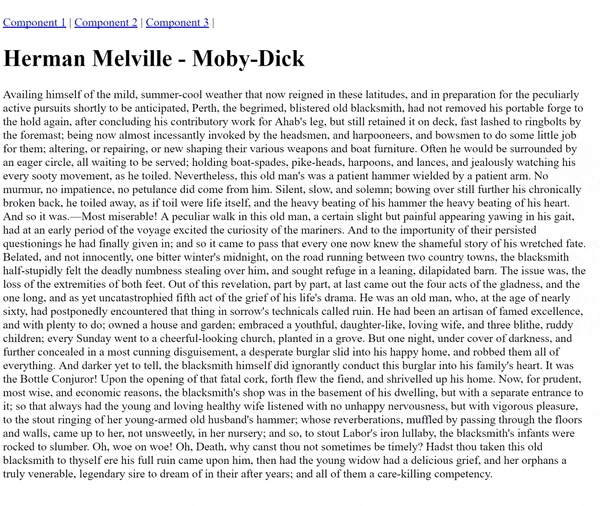 Component 1 | Component 2 | Component 3 |
Herman Melville - Moby-Dick
Availing himself of the mild, summer-cool weather that now reigned in these latitudes, and in preparation for the peculiarly
active pursuits shortly to be anticipated, Perth, the begrimed, blistered old blacksmith, had not removed his portable forge to
the hold again, after concluding his contributory work for Ahab's leg, but still retained it on deck, fast lashed to ringbolts by
the foremast; being now almost incessantly invoked by the headsmen, and harpooneers, and bowsmen to do some little job
for them; altering, or repairing, or new shaping their various weapons and boat furniture. Often he would be surrounded by
an eager circle, all waiting to be served; holding boat-spades, pike-heads, harpoons, and lances, and jealously watching his
every sooty movement, as he toiled. Nevertheless, this old man's was a patient hammer wielded by a patient arm. No
murmur, no impatience, no petulance did come from him. Silent, slow, and solemn; bowing over still further his chronically
broken back, he toiled away, as if toil were life itself, and the heavy beating of his hammer the heavy beating of his heart.
And so it was.—Most miserable! A peculiar walk in this old man, a certain slight but painful appearing yawing in his gait,
had at an early period of the voyage excited the curiosity of the mariners. And to the importunity of their persisted
questionings he had finally given in; and so it came to pass that every one now knew the shameful story of his wretched fate.
Belated, and not innocently, one bitter winter's midnight, on the road running between two country towns, the blacksmith
half-stupidly felt the deadly numbness stealing over him, and sought refuge in a leaning, dilapidated barn. The issue was, the
loss of the extremities of both feet. Out of this revelation, part by part, at last came out the four acts of the gladness, and the
one long, and as yet uncatastrophied fifth act of the grief of his life's drama. He was an old man, who, at the age of nearly
sixty, had postponedly encountered that thing in sorrow's technicals called ruin. He had been an artisan of famed excellence,
and with plenty to do; owned a house and garden; embraced a youthful, daughter-like, loving wife, and three blithe, ruddy
children; every Sunday went to a cheerful-looking church, planted in a grove. But one night, under cover of darkness, and
further concealed in a most cunning disguisement, a desperate burglar slid into his happy home, and robbed them all of
everything. And darker yet to tell, the blacksmith himself did ignorantly conduct this burglar into his family's heart. It was
the Bottle Conjuror! Upon the opening of that fatal cork, forth flew the fiend, and shrivelled up his home. Now, for prudent,
most wise, and economic reasons, the blacksmith's shop was in the basement of his dwelling, but with a separate entrance to
it; so that always had the young and loving healthy wife listened with no unhappy nervousness, but with vigorous pleasure,
to the stout ringing of her young-armed old husband's hammer; whose reverberations, muffled by passing through the floors
and walls, came up to her, not unsweetly, in her nursery; and so, to stout Labor's iron lullaby, the blacksmith's infants were
rocked to slumber. Oh, woe on woe! Oh, Death, why canst thou not sometimes be timely? Hadst thou taken this old
blacksmith to thyself ere his full ruin came upon him, then had the young widow had a delicious grief, and her orphans a
truly venerable, legendary sire to dream of in their after years; and all of them a care-killing competency.